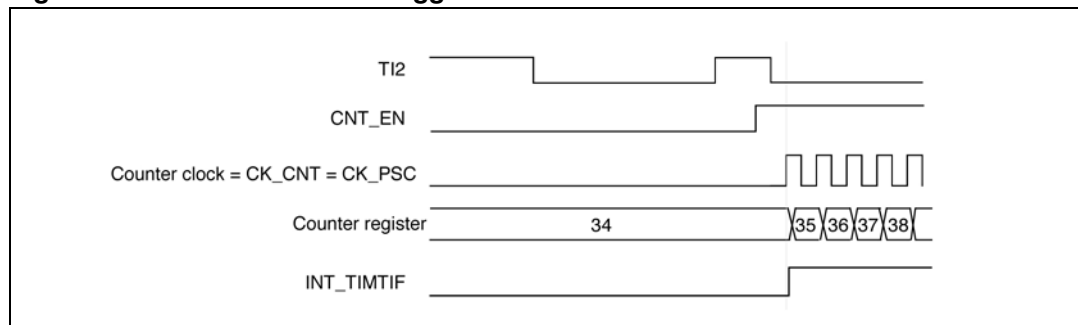 TI2
CNT_EN
Counter clock = CK_CNT = CK_PSC
Counter register 34 35 36 37 38
INT_TIMTIF